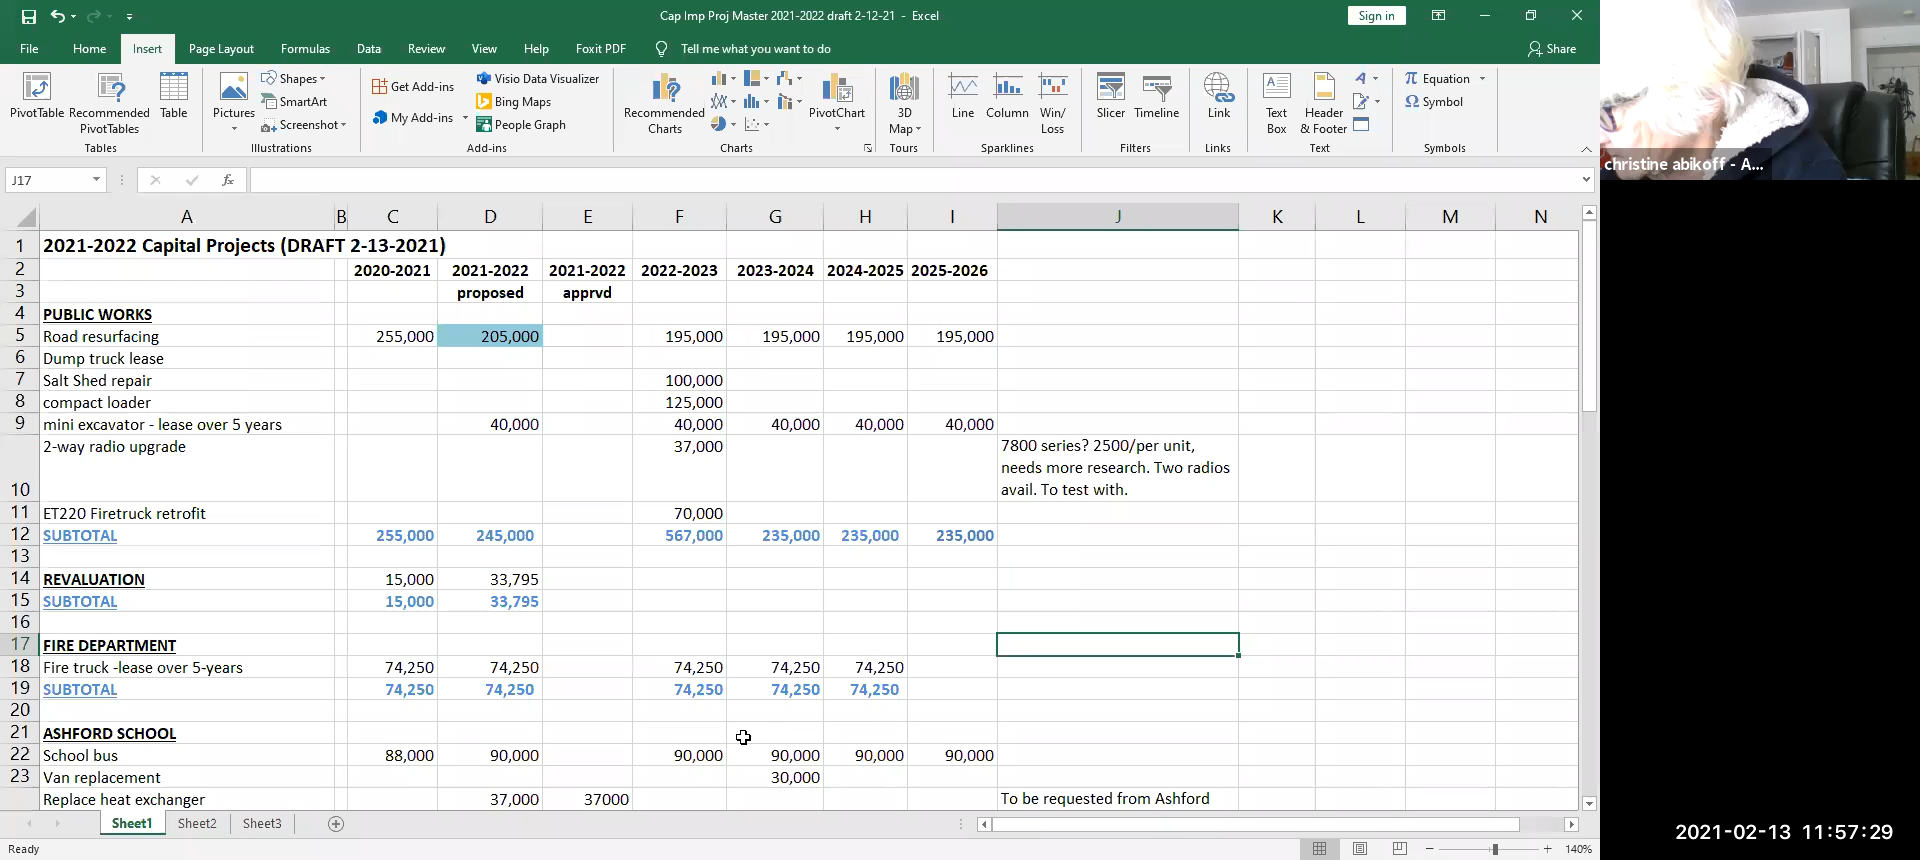 Cap Imp Proj Master 2021-2022 draft 2-12-21 - Excel
Sign in
File Home Insert Page Layout Formulas Data Review View Help Foxit PDF Tell me what you want to do Share
PivotTable Recommended PivotTables Table
Tables
Pictures Shapes SmartArt Screenshot
Illustrations
Get Add-ins My Add-ins Visio Data Visualizer Bing Maps People Graph
Add-ins
Recommended Charts PivotChart
Charts
3D Map
Tours
Line Column Win/Loss
Sparklines
Slicer Timeline
Filters
Link
Links
Text Box Header & Footer
Text
Equation Symbol
Symbols
christine abikoff - A...
J17 fx
A B C D E F G H I J K L M N
1 2021-2022 Capital Projects (DRAFT 2-13-2021)
2 2020-2021 2021-2022 2021-2022 2022-2023 2023-2024 2024-2025 2025-2026
3 proposed apprvd
4 PUBLIC WORKS
5 Road resurfacing 255,000 205,000 195,000 195,000 195,000 195,000
6 Dump truck lease
7 Salt Shed repair 100,000
8 compact loader 125,000
9 mini excavator - lease over 5 years 40,000 40,000 40,000 40,000 40,000
2-way radio upgrade 37,000 7800 series? 2500/per unit,
needs more research. Two radios
10 avail. To test with.
11 ET220 Firetruck retrofit 70,000
12 SUBTOTAL 255,000 245,000 567,000 235,000 235,000 235,000
13
14 REVALUATION 15,000 33,795
15 SUBTOTAL 15,000 33,795
16
17 FIRE DEPARTMENT
18 Fire truck -lease over 5-years 74,250 74,250 74,250 74,250 74,250
19 SUBTOTAL 74,250 74,250 74,250 74,250 74,250
20
21 ASHFORD SCHOOL
22 School bus 88,000 90,000 90,000 90,000 90,000 90,000
23 Van replacement 30,000
Replace heat exchanger 37,000 37000 To be requested from Ashford
Sheet1 Sheet2 Sheet3
Ready 140%
2021-02-13 11:57:29